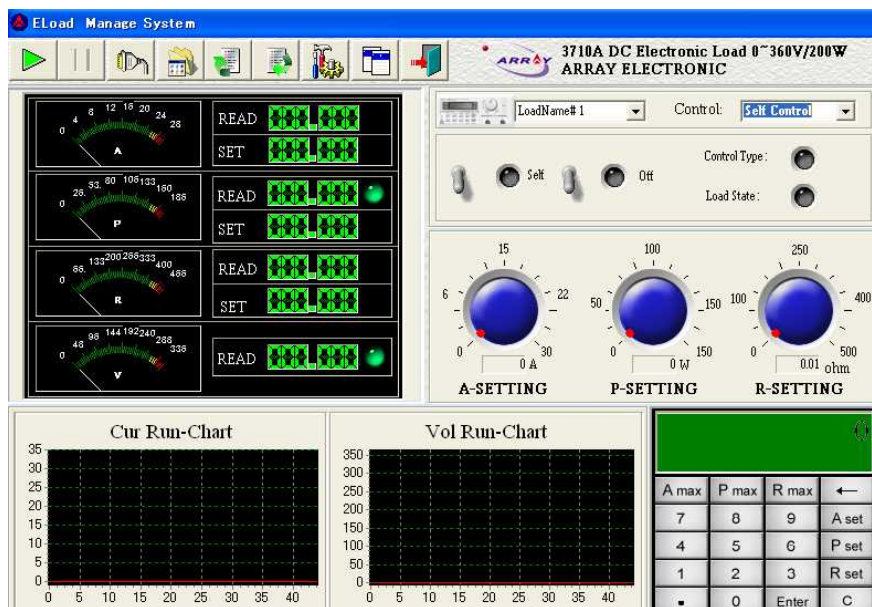 ELoad Manage System
ARRAY
3710A DC Electronic Load 0~360V/200W
ARRAY ELECTRONIC
LoadName# 1
Control:
Self Control
Self
Off
Control Type:
Load State:
0 4 8 12 16 20 24 28
A
READ
SET
0 26. 53. 80 106 133 160 186
P
READ
SET
0 66. 133 200 266 333 400 466
R
READ
SET
0 48 96 144 192 240 288 336
V
READ
0 6 15 22 30
0 A
A-SETTING
0 50 100 150 150
0 W
P-SETTING
0 100 250 400 500
0.01 ohm
R-SETTING
Cur Run-Chart
35
30
25
20
15
10
5
0
0 5 10 15 20 25 30 35 40
Vol Run-Chart
350
300
250
200
150
100
50
0
0 5 10 15 20 25 30 35 40
0
A max P max R max ←
7 8 9 A set
4 5 6 P set
1 2 3 R set
. 0 Enter C